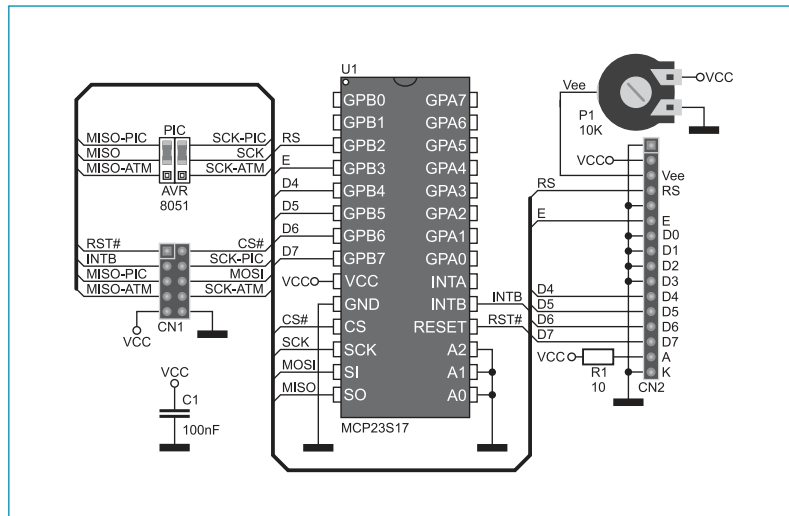 U1
GPB0 GPA7
GPB1 GPA6
RS GPB2 GPA5
E GPB3 GPA4
D4 GPB4 GPA3
D5 GPB5 GPA2
D6 GPB6 GPA1
D7 GPB7 GPA0
VCC VCC INTA
GND INTB INTB
CS# CS RESET RST#
SCK SCK A2
MOSI SI A1
MISO SO A0
MCP23S17
PIC
MISO-PIC SCK-PIC
MISO SCK
MISO-ATM SCK-ATM
AVR
8051
RST# CS#
INTB SCK-PIC
MISO-PIC MOSI
MISO-ATM SCK-ATM
CN1
VCC
VCC
C1
100nF
Vee VCC
P1
10K
VCC
Vee
RS RS
E E
D0
D1
D2
D3
D4 D4
D5 D5
D6 D6
D7 D7
VCC A
R1 K
10 CN2